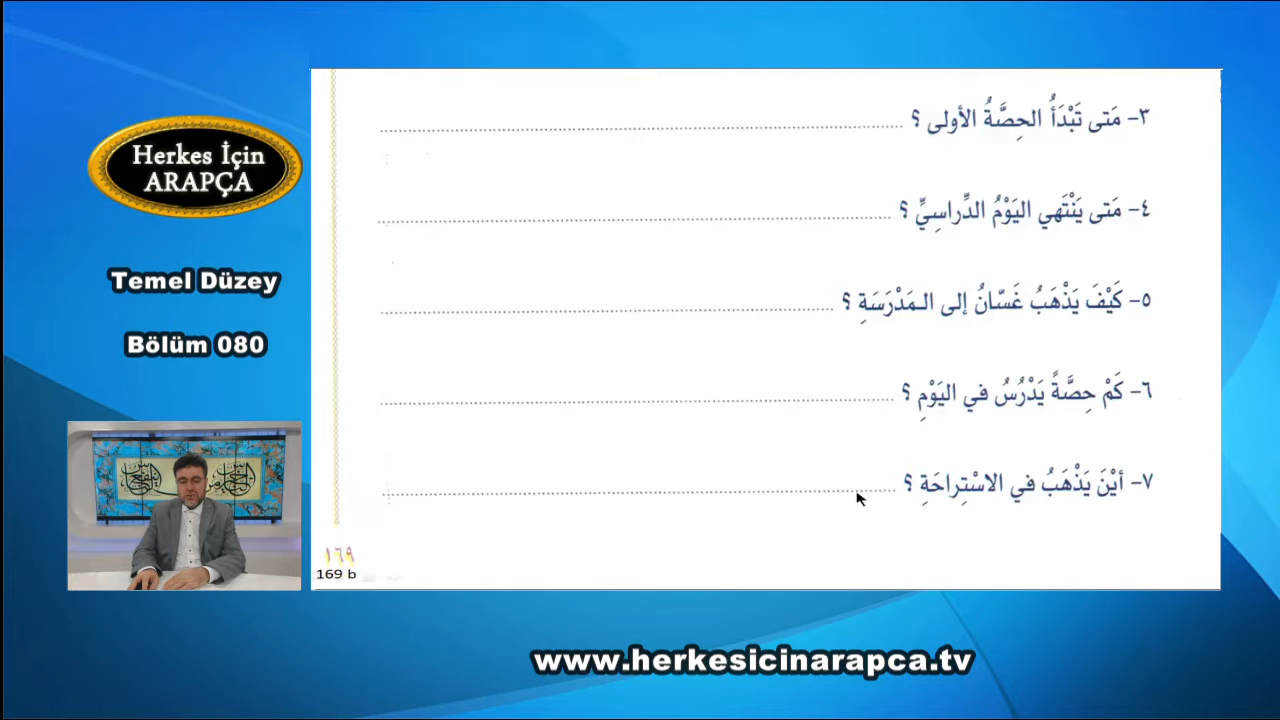 Herkes İçin
ARAPÇA
Temel Düzey
Bölüm 080
٣- مَتى تَبْدَأُ الحِصَّةُ الأولى ؟
٤- مَتى يَنْتَهي اليَوْمُ الدِّراسِيِّ ؟
٥- كَيْفَ يَذْهَبُ غَسّانُ إلى الـمَدْرَسَةِ ؟
٦- كَمْ حِصَّةً يَدْرُسُ في اليَوْمِ ؟
٧- أيْنَ يَذْهَبُ في الاسْتِراحَةِ ؟
١٦٩
169 b
www.herkesicinarapca.tv